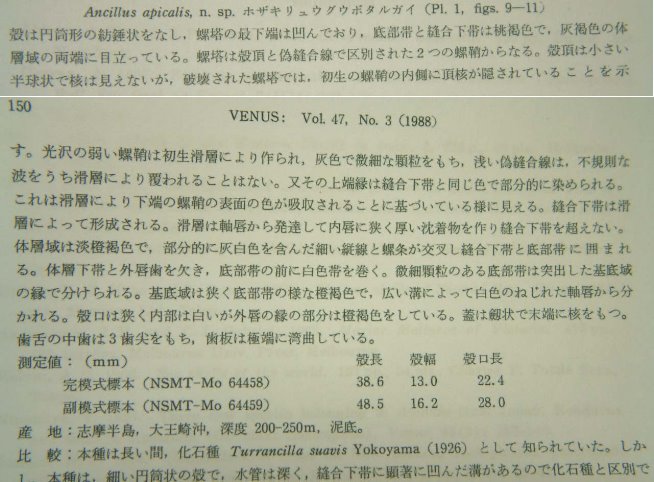 Ancillus apicalis, n. sp. ホザキリュウグウボタルガイ (Pl. 1, figs. 9—11)
殻は円筒形の紡錘状をなし，螺塔の最下端は凹んでおり，底部帯と縫合下帯は桃褐色で，灰褐色の体
層域の両端に目立っている。螺塔は殻頂と偽縫合線で区別された2つの螺鞘からなる。殻頂は小さい
半球状で核は見えないが，破壊された螺塔では，初生の螺鞘の内側に頂核が隠されていることを示
150
VENUS: Vol. 47, No. 3 (1988)
す。光沢の弱い螺鞘は初生滑層により作られ，灰色で微細な顆粒をもち，浅い偽縫合線は，不規則な
波をうち滑層により覆われることはない。又その上端縁は縫合下帯と同じ色で部分的に染められる。
これは滑層により下端の螺鞘の表面の色が吸収されることに基づいている様に見える。縫合下帯は滑
層によって形成される。滑層は軸唇から発達して内唇に狭く厚い沈着物を作り縫合下帯を超えない。
体層域は淡橙褐色で，部分的に灰白色を含んだ細い縦線と螺条が交叉し縫合下帯と底部帯に囲まれ
る。体層下帯と外唇歯を欠き，底部帯の前に白色帯を巻く。微細顆粒のある底部帯は突出した基底域
の縁で分けられる。基底域は狭く底部帯の様な橙褐色で，広い溝によって白色のねじれた軸唇から分
かれる。殻口は狭く内部は白いが外唇の縁の部分は橙褐色をしている。蓋は劔状で末端に核をもつ。
歯舌の中歯は3歯尖をもち，歯板は極端に湾曲している。
測定値：(mm) 殻長 殻幅 殻口長
完模式標本 (NSMT-Mo 64458) 38.6 13.0 22.4
副模式標本 (NSMT-Mo 64459) 48.5 16.2 28.0
産 地：志摩半島，大王崎沖，深度 200-250m，泥底。
比 較：本種は長い間，化石種 Turrancilla suavis Yokoyama (1926) として知られていた。しか
し，本種は，細い円筒状の殻で，水管は深く，縫合下帯に顕著に凹んだ溝があるので化石種と区別で